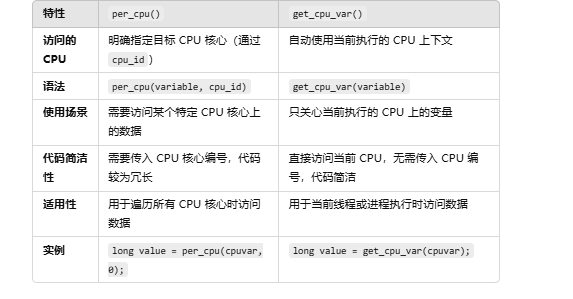 特性 per_cpu() get_cpu_var()
访问的 明确指定目标 CPU 核心（通过 自动使用当前执行的 CPU 上下文
CPU cpu_id ）
语法 per_cpu(variable, cpu_id) get_cpu_var(variable)
使用场景 需要访问某个特定 CPU 核心上 只关心当前执行的 CPU 上的变量
的数据
代码简洁 需要传入 CPU 核心编号，代码 直接访问当前 CPU，无需传入 CPU 编
性 较为冗长 号，代码简洁
适用性 用于遍历所有 CPU 核心时访问 用于当前线程或进程执行时访问数据
数据
实例 long value = per_cpu(cpuvar, long value = get_cpu_var(cpuvar);
0);